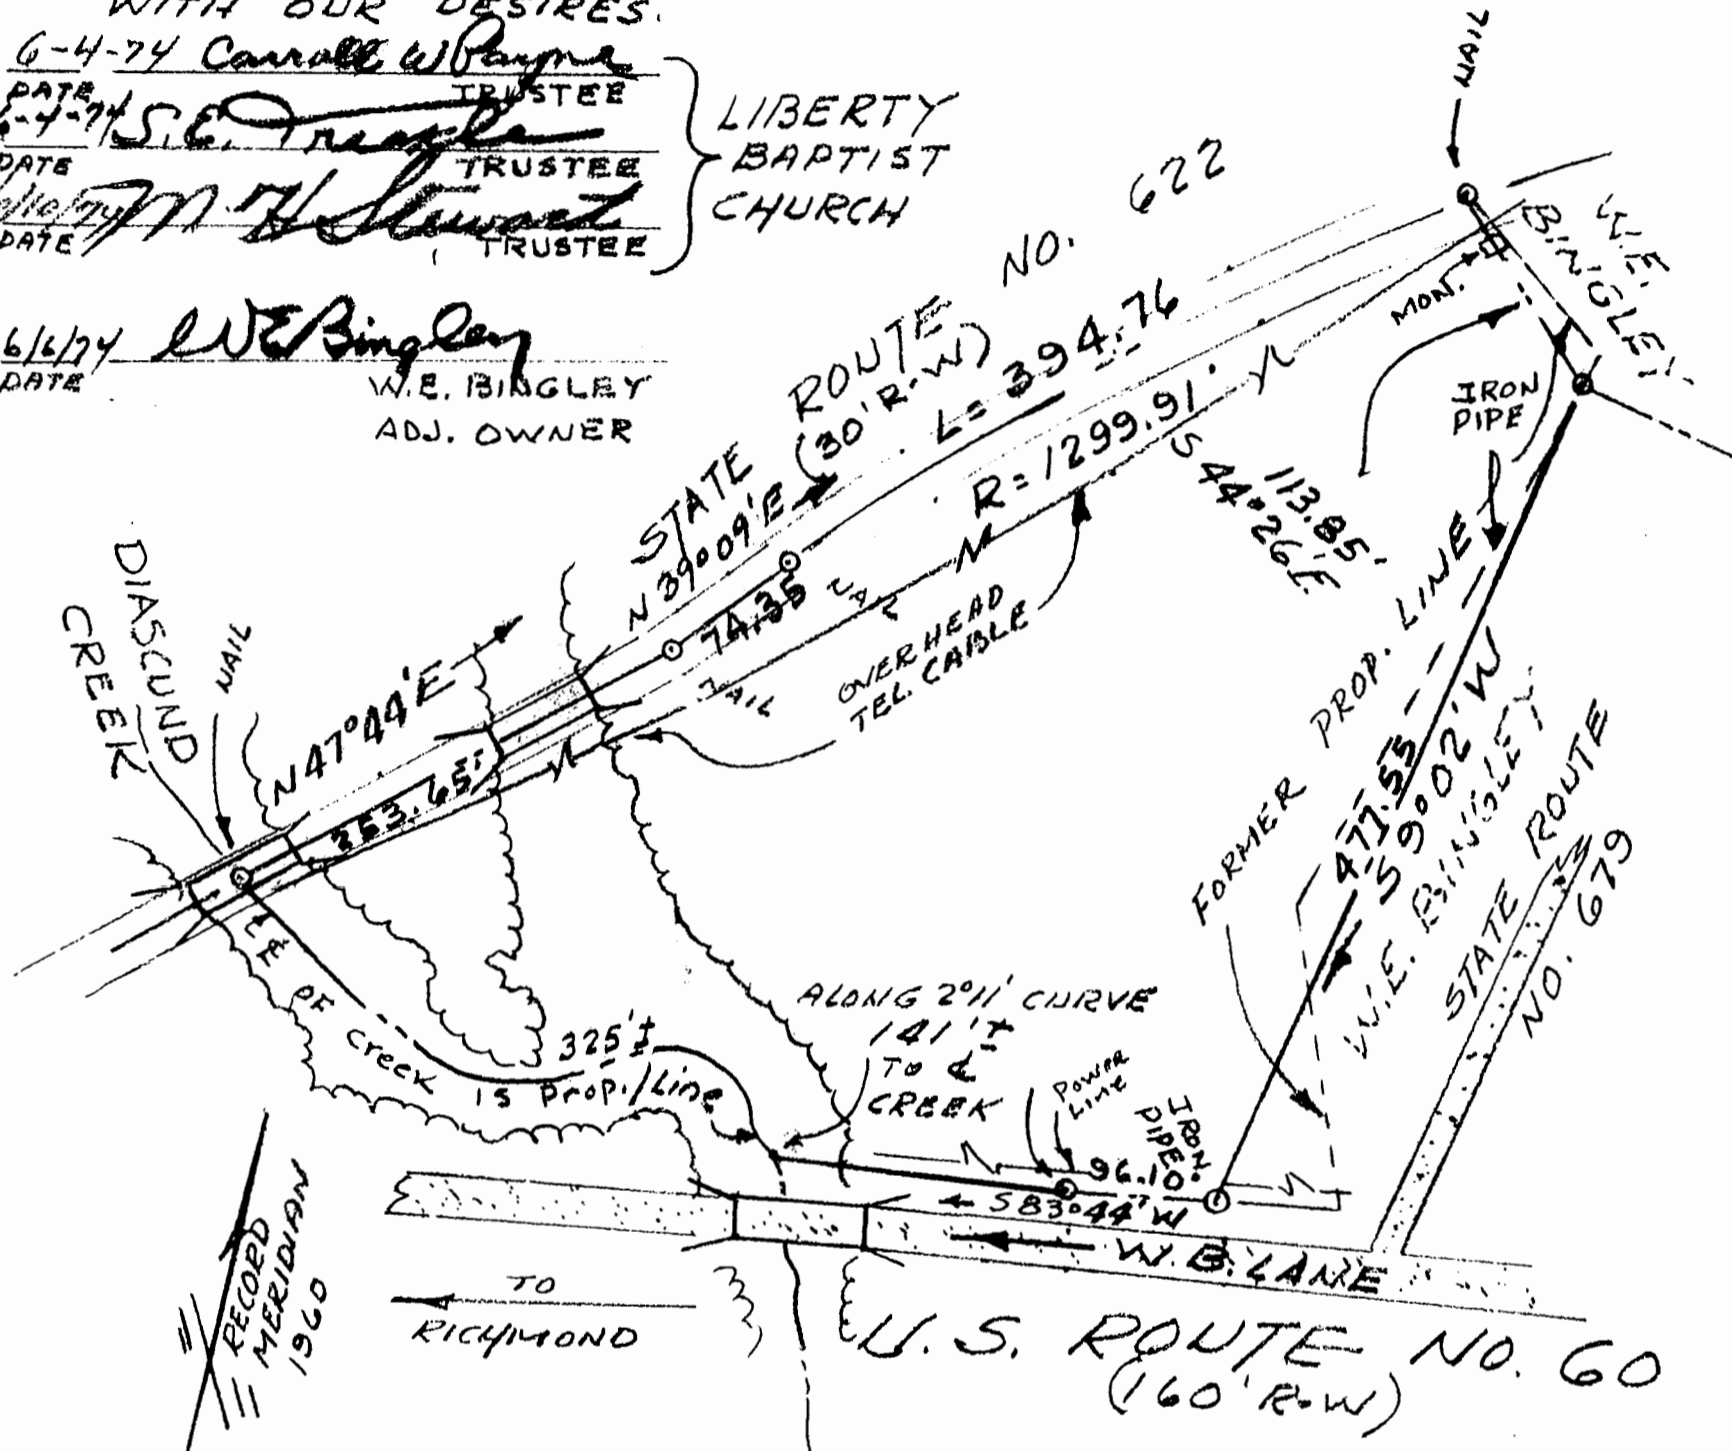 WITH OUR DESIRES.
6-4-74 Carroll W Payne
DATE TRUSTEE
6-4-74 S.E.
DATE TRUSTEE
M. H. Stewart
DATE TRUSTEE
LIBERTY
BAPTIST
CHURCH
6/6/74 W E Bingley
DATE
W.E. BINGLEY
ADJ. OWNER
NAIL
STATE ROUTE NO. 622
(30' R-W)
W.E.
BINGLEY
MON.
IRON
PIPE
L=394.76
R=1299.91'
S 44°26'E
113.85'
N 39°09'E
74.35
NAIL
NAIL
OVERHEAD
TEL. CABLE
DIASCUND
CREEK
NAIL
N 47°44'E
353.65'
FORMER PROP. LINE
477.55
S 9°02'W
W.E. BINGLEY
STATE ROUTE
NO. 679
℄ OF Creek
325'±
is Prop. Line
ALONG 2°11' CURVE
141'±
TO ℄
CREEK
POWER
LINE
IRON
PIPE
96.10'
S83°44'W
W.B. LANE
RECORD
MERIDIAN
1960
TO
RICHMOND
U.S. ROUTE NO. 60
(160' R-W)